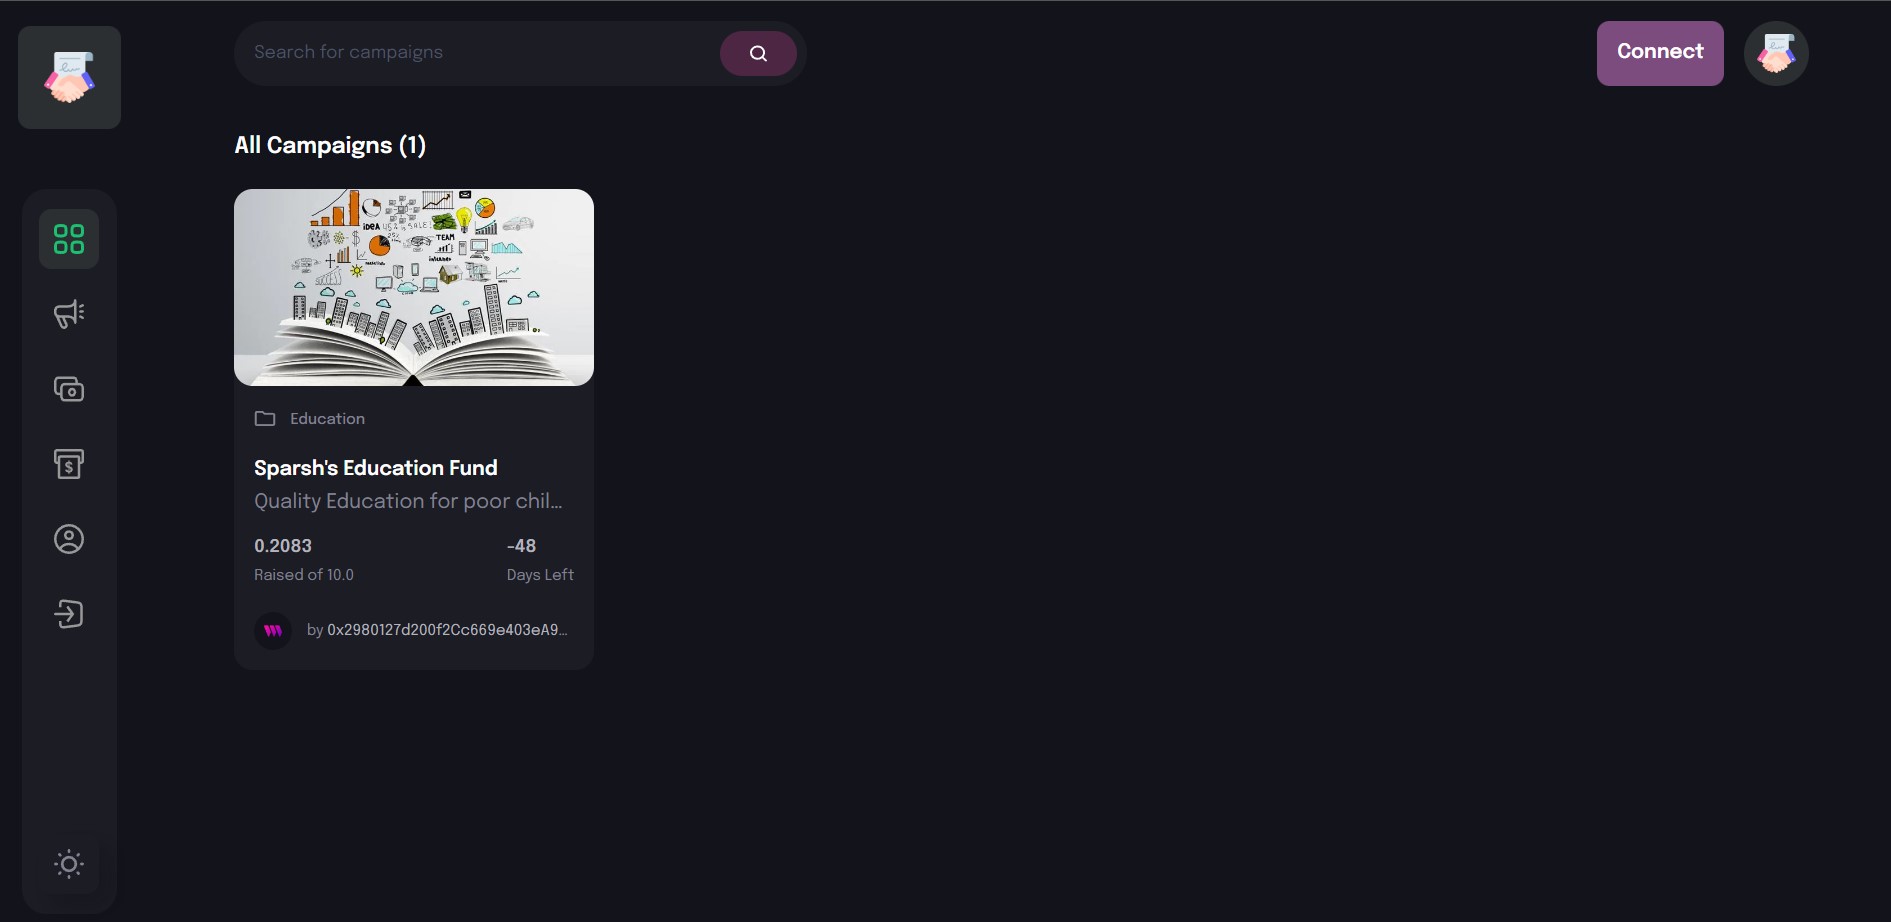 Search for campaigns
Connect
All Campaigns (1)
IDEA
TEAM
SUCCESS
Education
Sparsh's Education Fund
Quality Education for poor chil...
0.2083
-48
Raised of 10.0
Days Left
by 0x2980127d200f2Cc669e403eA9...